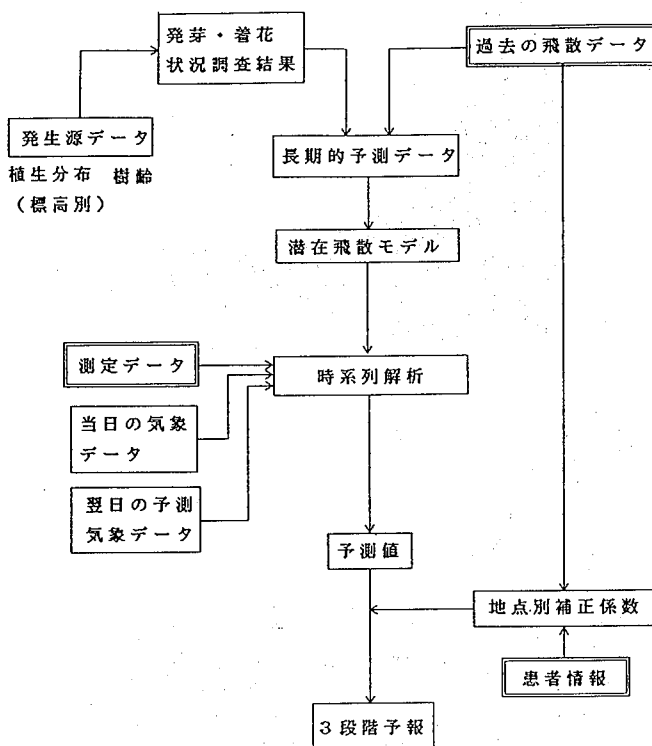 発芽・着花
状況調査結果
過去の飛散データ
発生源データ
植生分布 樹齢
(標高別)
長期的予測データ
潜在飛散モデル
測定データ
時系列解析
当日の気象
データ
翌日の予測
気象データ
予測値
地点別補正係数
患者情報
3段階予報